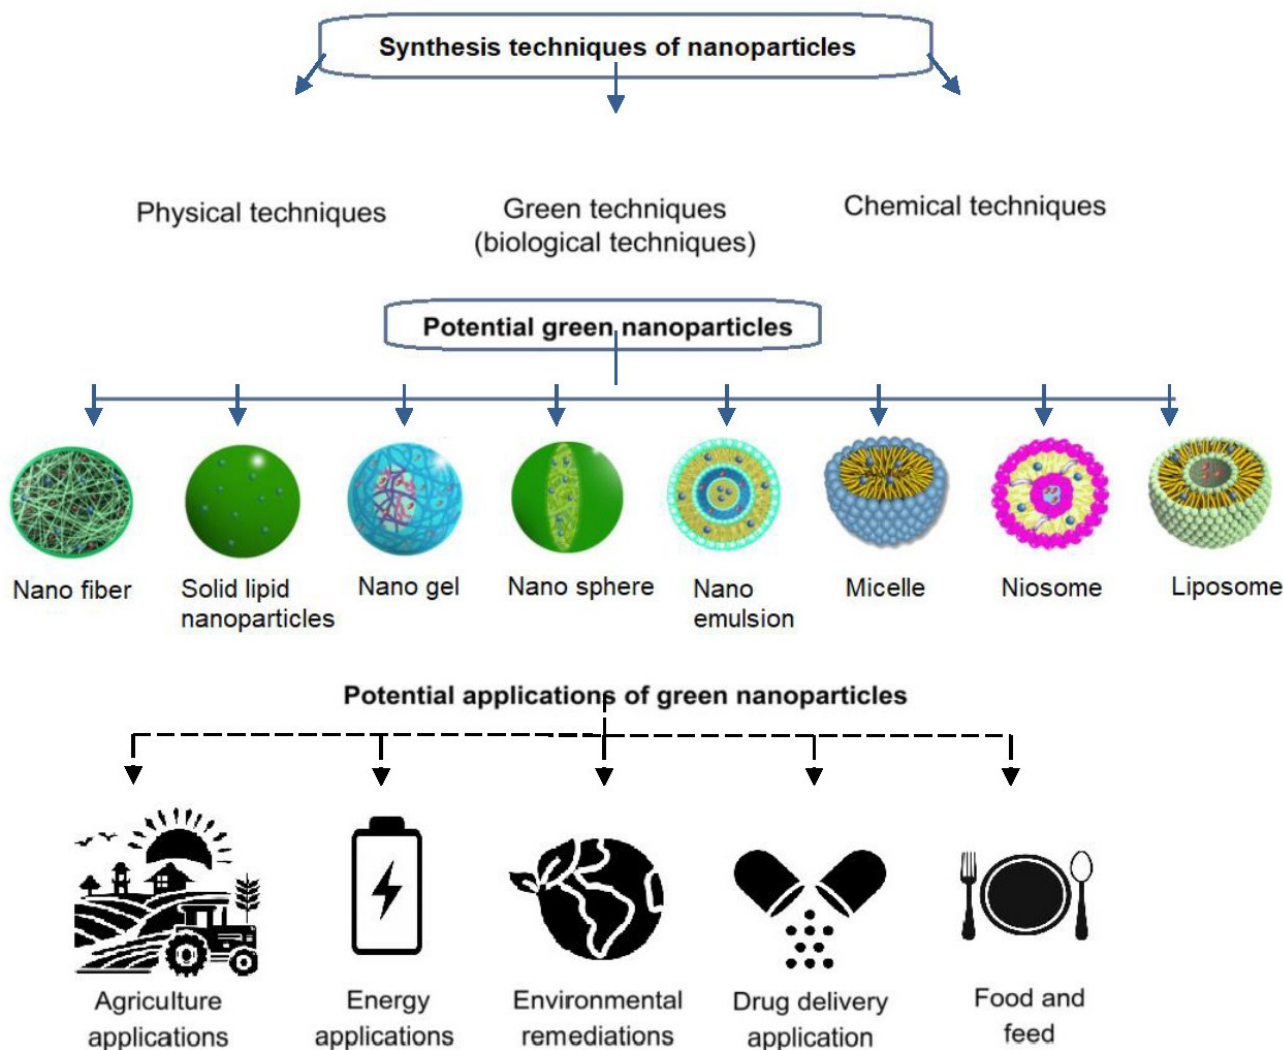 Synthesis techniques of nanoparticles
Physical techniques
Green techniques
(biological techniques)
Chemical techniques
Potential green nanoparticles
Nano fiber
Solid lipid
nanoparticles
Nano gel
Nano sphere
Nano
emulsion
Micelle
Niosome
Liposome
Potential applications of green nanoparticles
Agriculture
applications
Energy
applications
Environmental
remediations
Drug delivery
application
Food and
feed